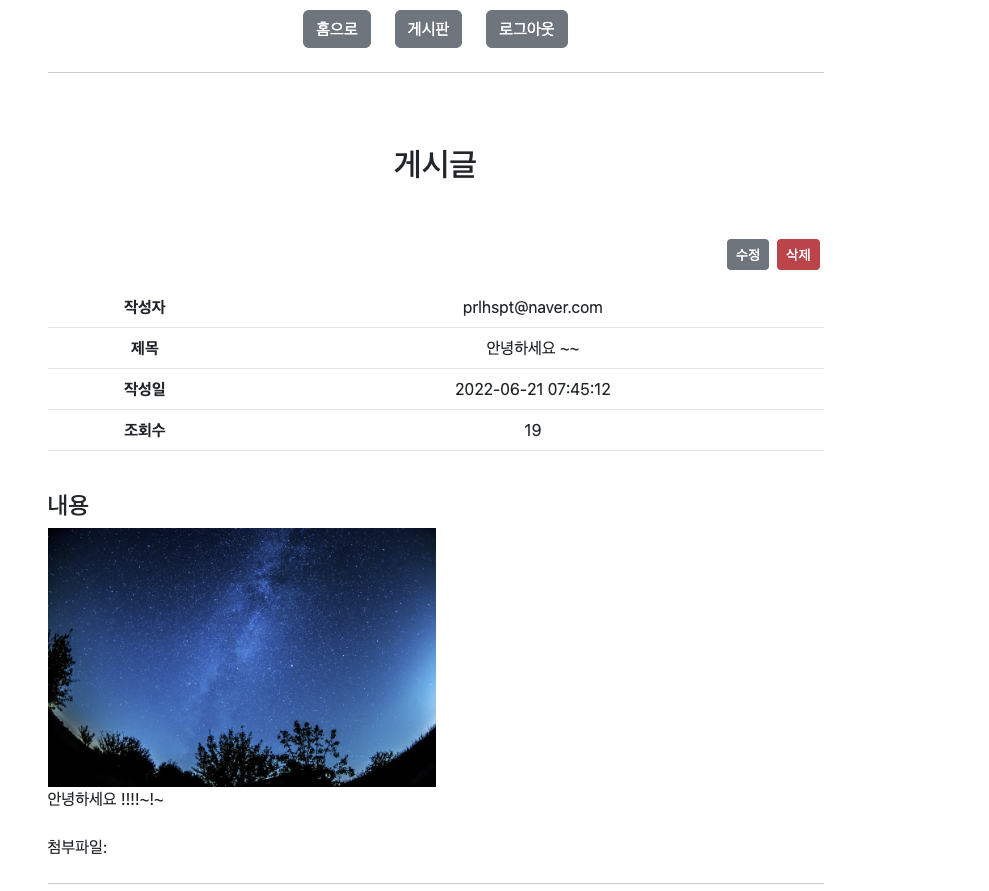 홈으로 게시판 로그아웃
게시글
수정 삭제
작성자 prlhspt@naver.com
제목 안녕하세요 ~~
작성일 2022-06-21 07:45:12
조회수 19
내용
안녕하세요 !!!!~!~
첨부파일: